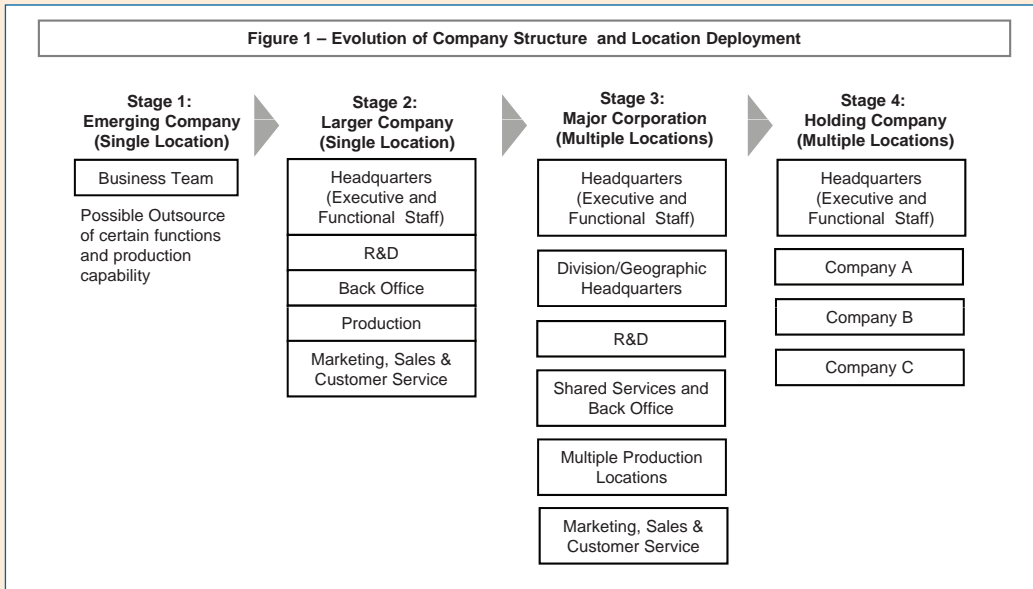 Figure 1 – Evolution of Company Structure and Location Deployment
Stage 1:
Emerging Company
(Single Location)
Business Team
Possible Outsource
of certain functions
and production
capability
Stage 2:
Larger Company
(Single Location)
Headquarters
(Executive and
Functional Staff)
R&D
Back Office
Production
Marketing, Sales &
Customer Service
Stage 3:
Major Corporation
(Multiple Locations)
Headquarters
(Executive and
Functional Staff)
Division/Geographic
Headquarters
R&D
Shared Services and
Back Office
Multiple Production
Locations
Marketing, Sales &
Customer Service
Stage 4:
Holding Company
(Multiple Locations)
Headquarters
(Executive and
Functional Staff)
Company A
Company B
Company C